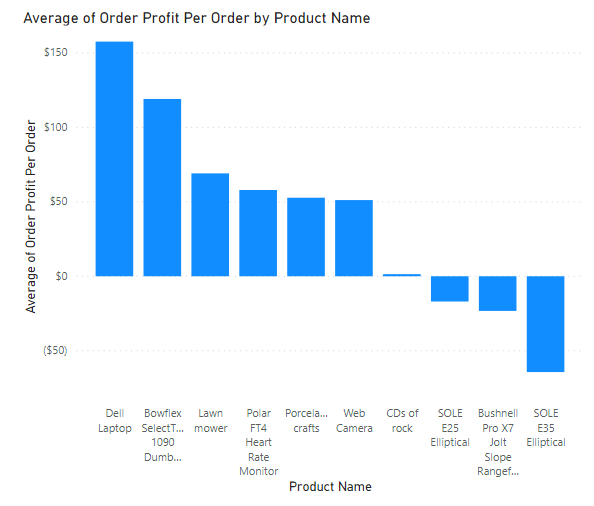 Average of Order Profit Per Order by Product Name
Average of Order Profit Per Order
$150
$100
$50
$0
($50)
Dell
Laptop
Bowflex
SelectT...
1090
Dumb...
Lawn
mower
Polar
FT4
Heart
Rate
Monitor
Porcela...
crafts
Web
Camera
CDs of
rock
SOLE
E25
Elliptical
Bushnell
Pro X7
Jolt
Slope
Rangef...
SOLE
E35
Elliptical
Product Name